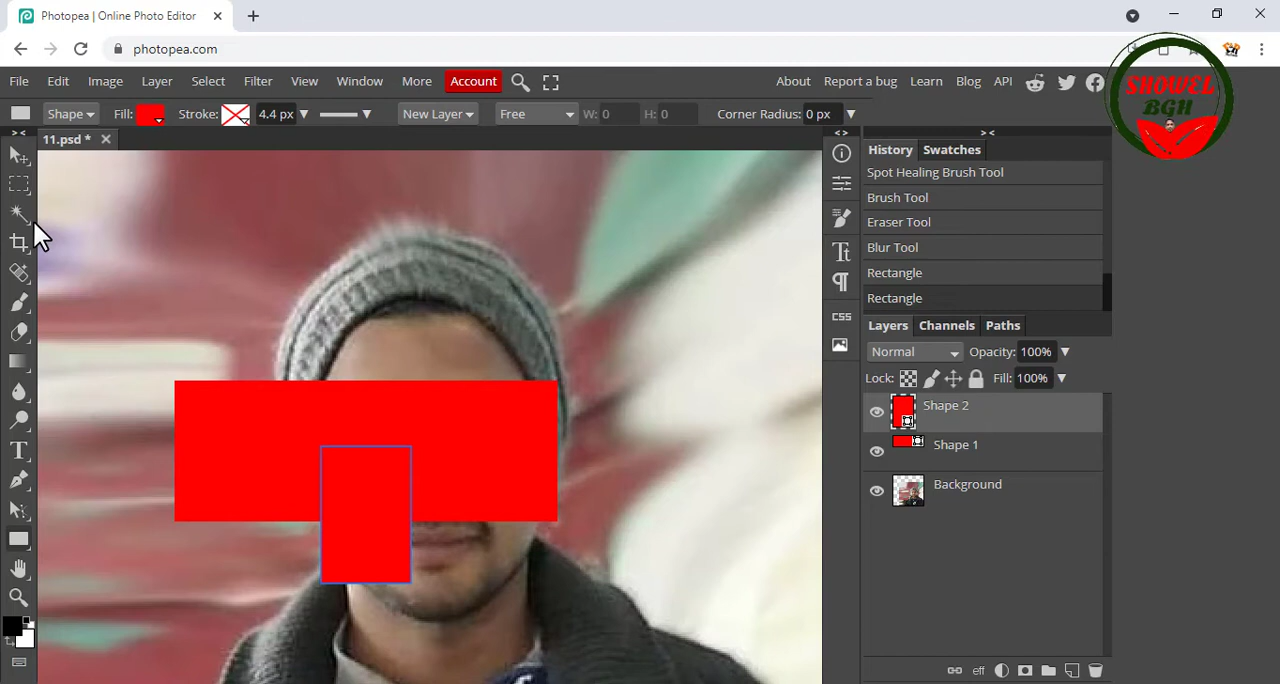 Photopea | Online Photo Editor
photopea.com
File Edit Image Layer Select Filter View Window More Account About Report a bug Learn Blog API
Shape Fill: Stroke: 4.4 px New Layer Free W: 0 H: 0 Corner Radius: 0 px
SHOWEL
BGH
11.psd *
History Swatches
Spot Healing Brush Tool
Brush Tool
Eraser Tool
Blur Tool
Rectangle
Rectangle
CSS
Layers Channels Paths
Normal Opacity: 100%
Lock: Fill: 100%
Shape 2
Shape 1
Background
eff